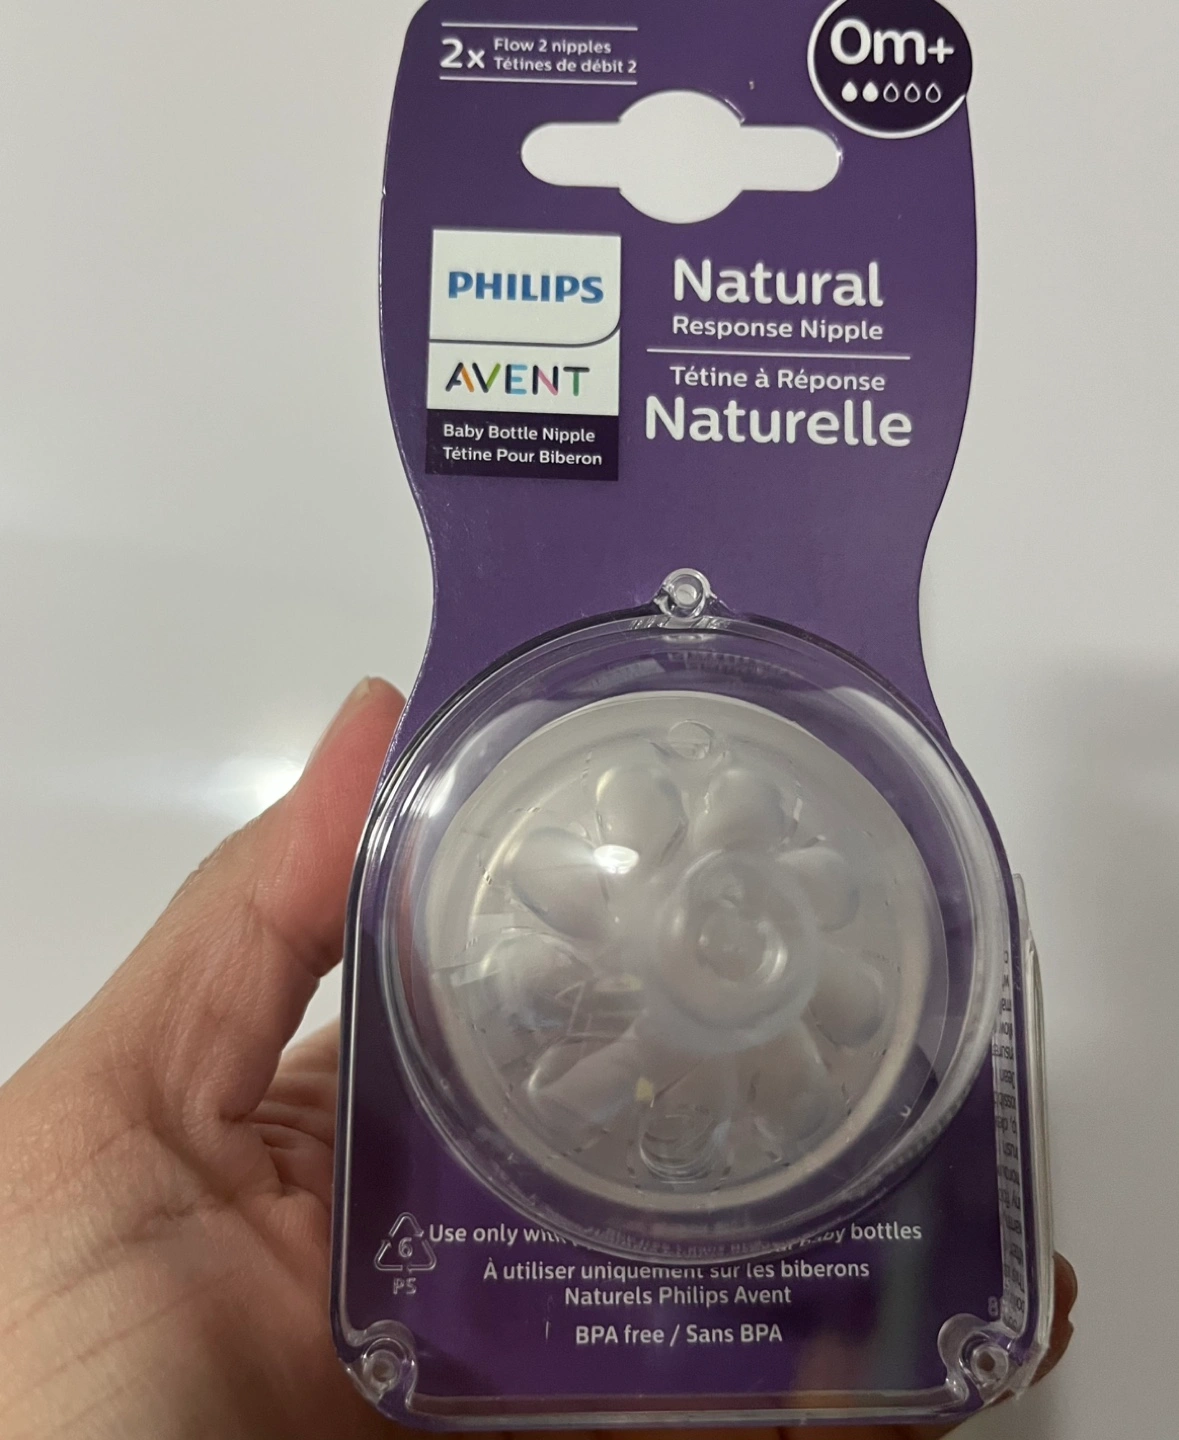 2x
Flow 2 nipples
Tétines de débit 2
0m+
PHILIPS
AVENT
Baby Bottle Nipple
Tétine Pour Biberon
Natural
Response Nipple
Tétine à Réponse
Naturelle
6
PS
Use only with baby bottles
À utiliser uniquement sur les biberons
Naturels Philips Avent
BPA free / Sans BPA